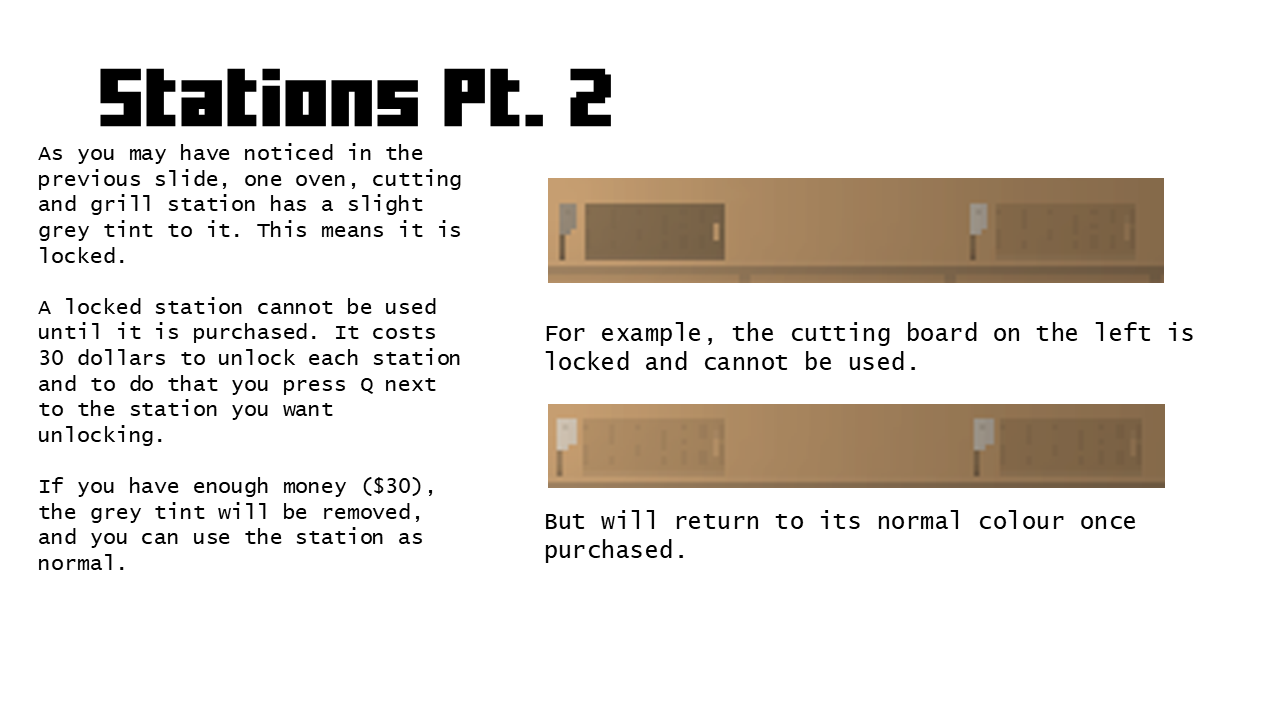 Stations Pt. 2
As you may have noticed in the
previous slide, one oven, cutting
and grill station has a slight
grey tint to it. This means it is
locked.
A locked station cannot be used
until it is purchased. It costs
30 dollars to unlock each station
and to do that you press Q next
to the station you want
unlocking.
If you have enough money ($30),
the grey tint will be removed,
and you can use the station as
normal.
For example, the cutting board on the left is
locked and cannot be used.
But will return to its normal colour once
purchased.